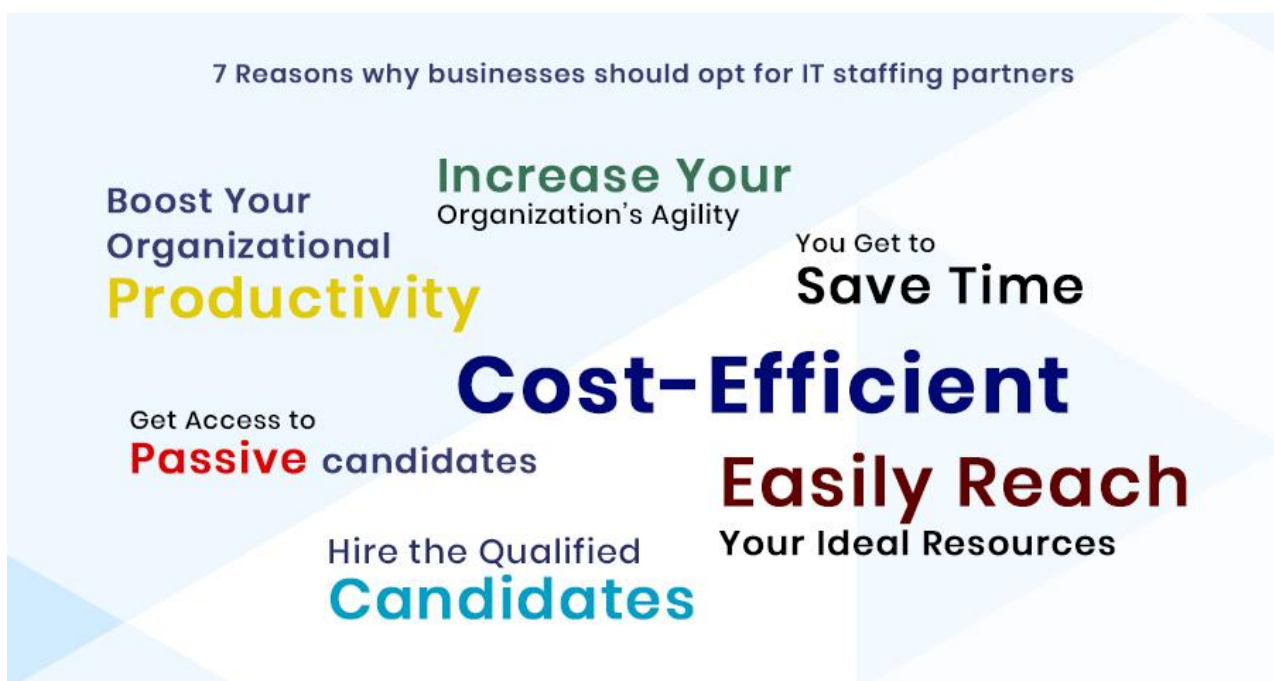 7 Reasons why businesses should opt for IT staffing partners
Increase Your
Organization's Agility
Boost Your
Organizational
Productivity
You Get to
Save Time
Cost-Efficient
Get Access to
Passive candidates
Easily Reach
Your Ideal Resources
Hire the Qualified
Candidates